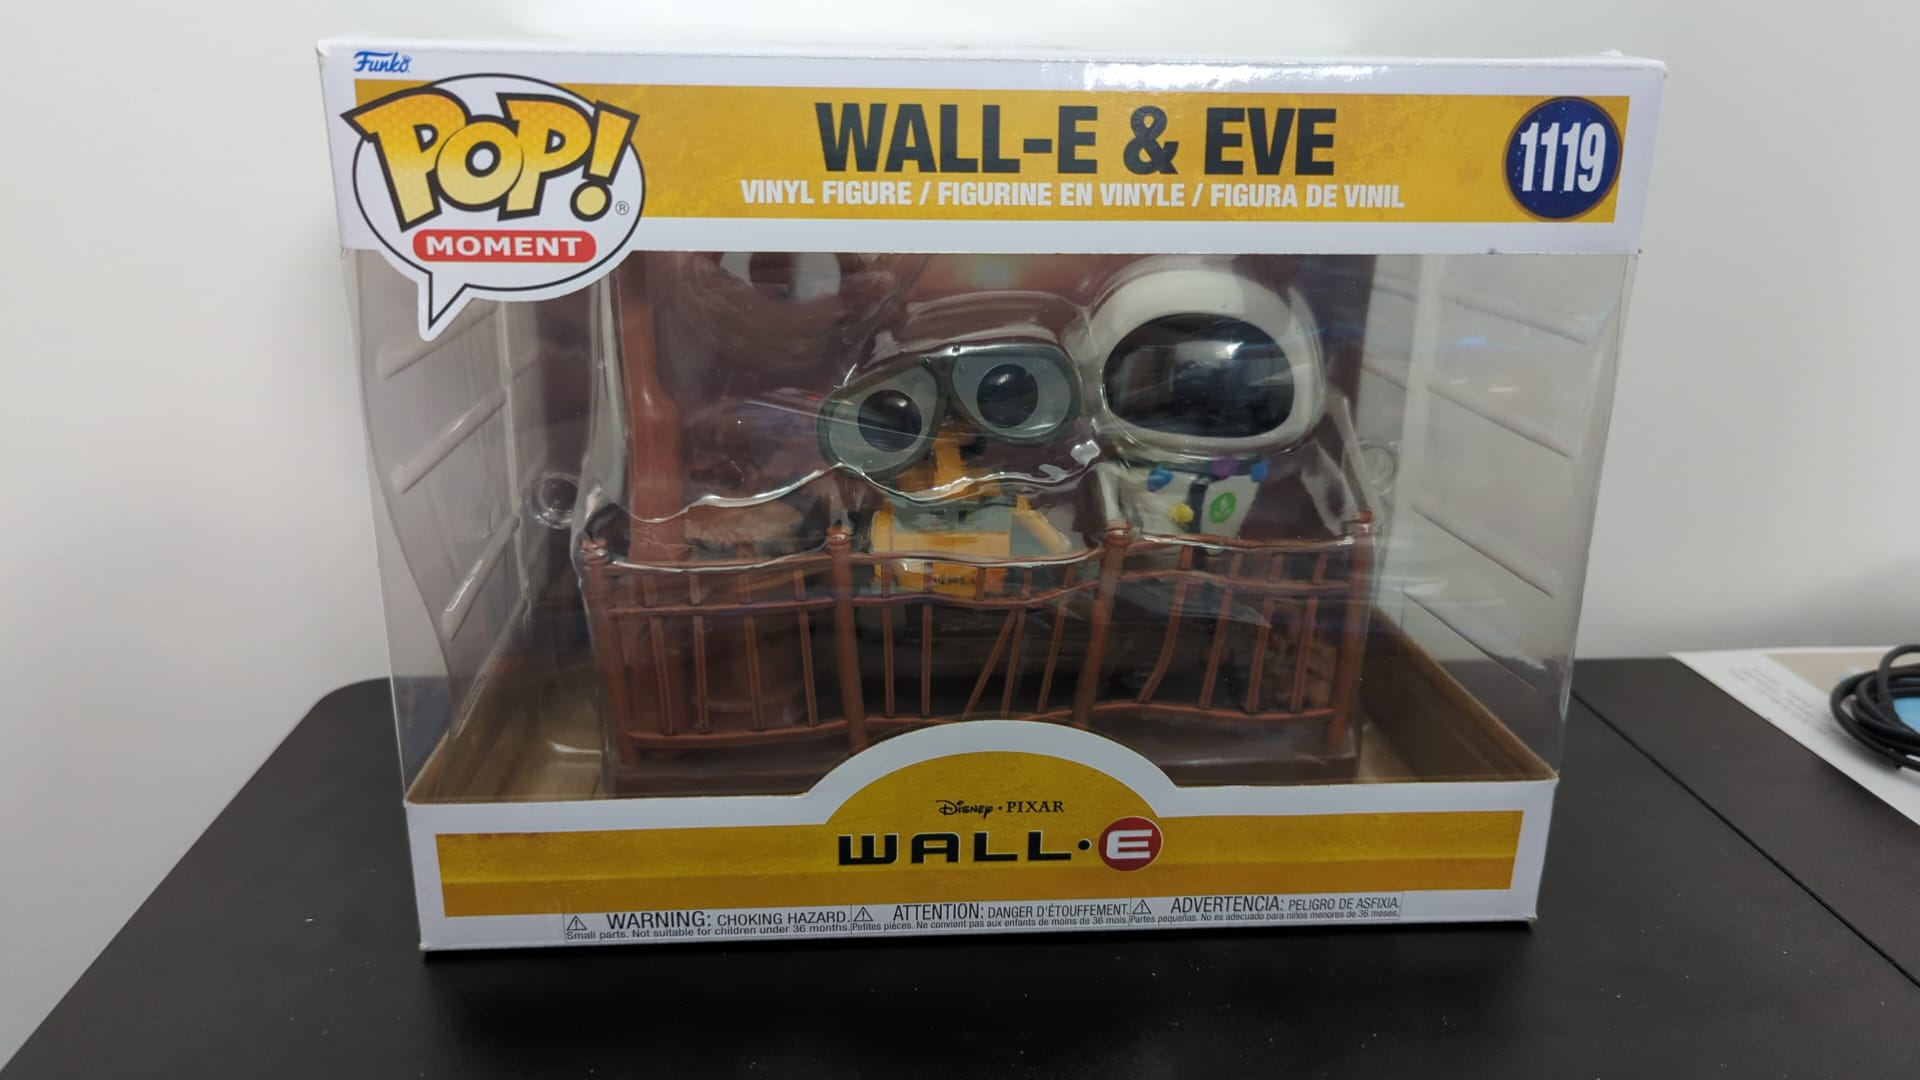 Funko
POP!®
MOMENT
WALL-E & EVE
VINYL FIGURE / FIGURINE EN VINYLE / FIGURA DE VINIL
1119
WALL
DISNEY · PIXAR
WALL·E
WARNING: CHOKING HAZARD.
Small parts. Not suitable for children under 36 months.
ATTENTION: DANGER D'ÉTOUFFEMENT.
Petites pièces. Ne convient pas aux enfants de moins de 36 mois.
ADVERTENCIA: PELIGRO DE ASFIXIA.
Partes pequeñas. No es adecuado para niños menores de 36 meses.